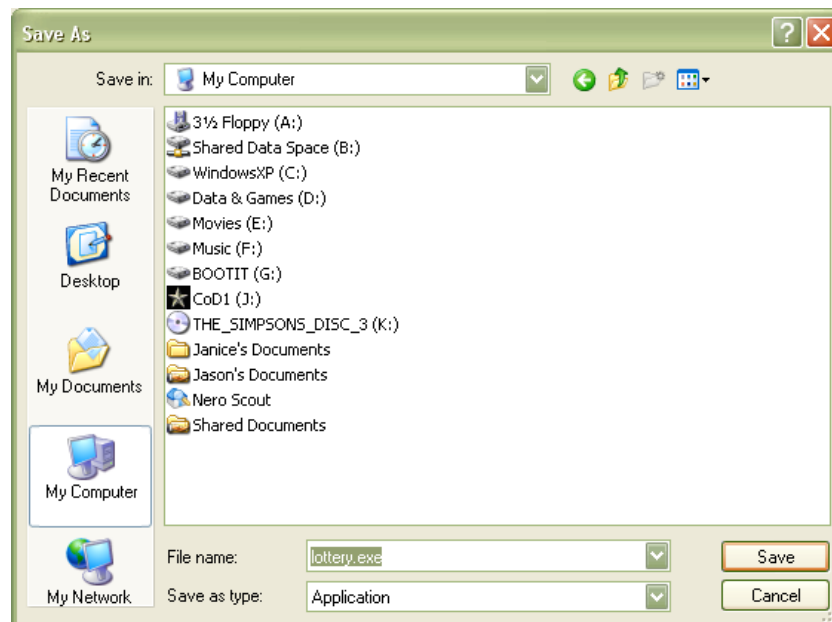 Save As
Save in: My Computer
My Recent
Documents
Desktop
My Documents
My Computer
My Network
3½ Floppy (A:)
Shared Data Space (B:)
WindowsXP (C:)
Data & Games (D:)
Movies (E:)
Music (F:)
BOOTIT (G:)
CoD1 (J:)
THE_SIMPSONS_DISC_3 (K:)
Janice's Documents
Jason's Documents
Nero Scout
Shared Documents
File name: lottery.exe Save
Save as type: Application Cancel